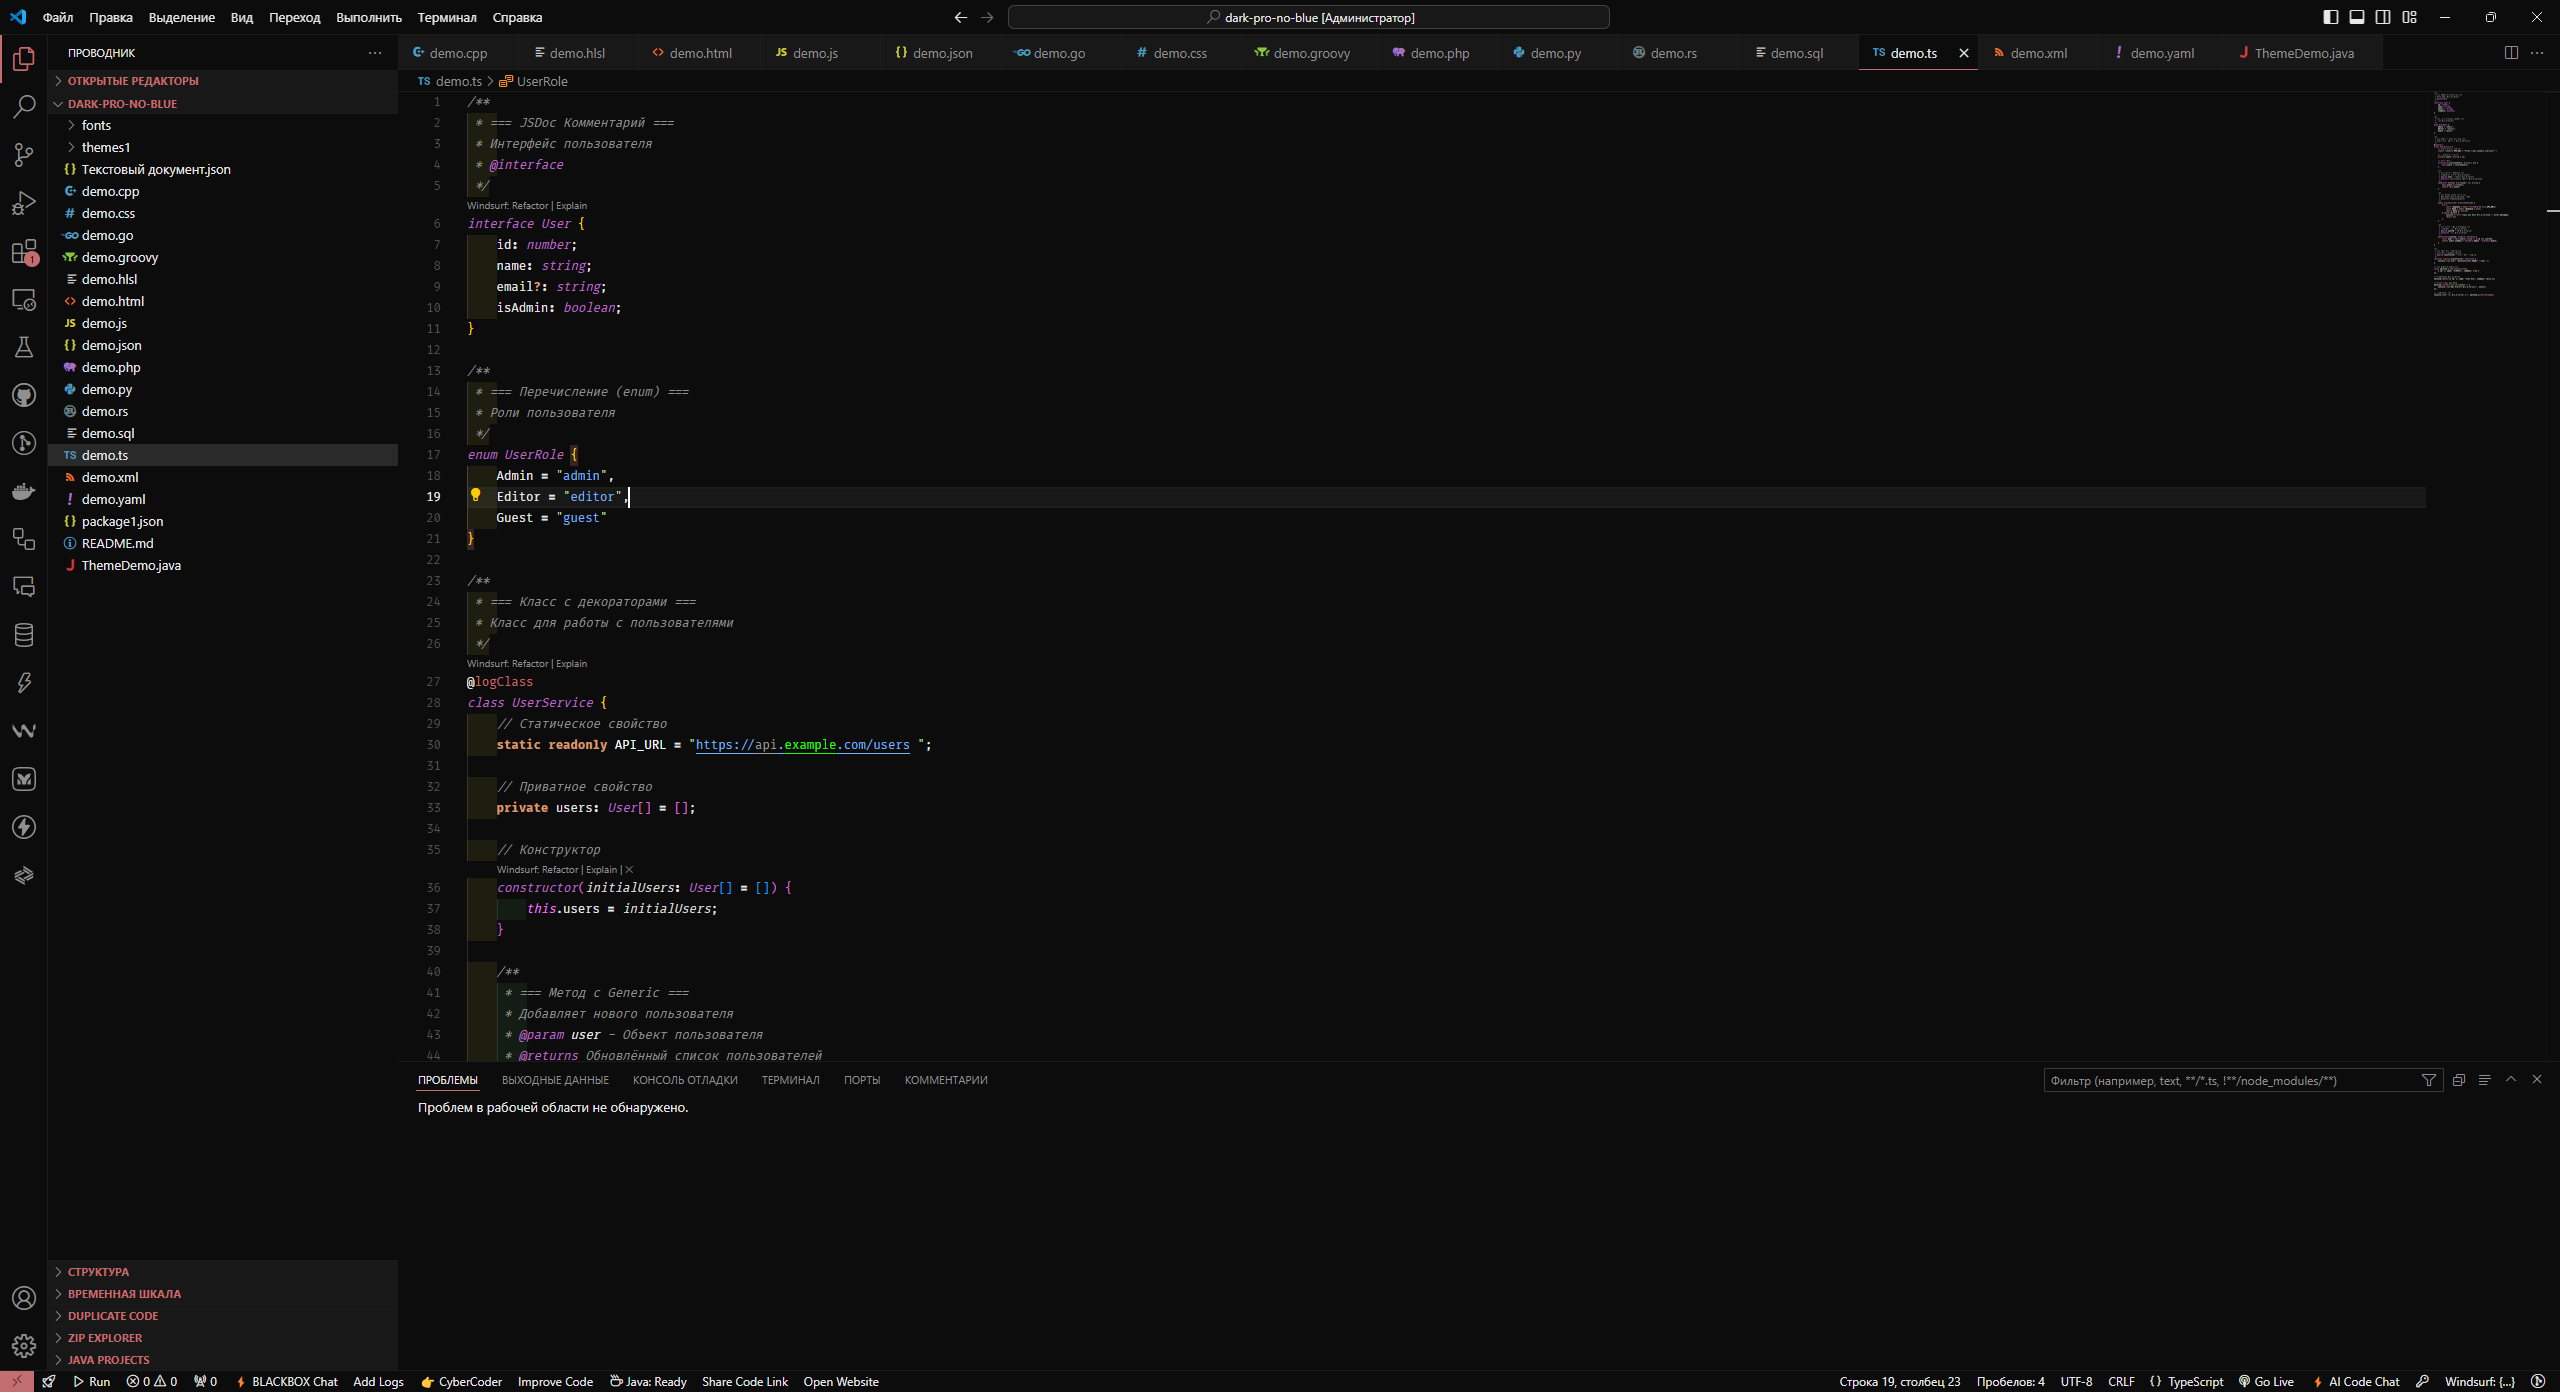 Файл Правка Выделение Вид Переход Выполнить Терминал Справка
dark-pro-no-blue [Администратор]
ПРОВОДНИК
ОТКРЫТЫЕ РЕДАКТОРЫ
DARK-PRO-NO-BLUE
fonts
themes1
{} Текстовый документ.json
demo.cpp
# demo.css
GO demo.go
demo.groovy
demo.hlsl
<> demo.html
JS demo.js
{} demo.json
demo.php
demo.py
demo.rs
demo.sql
TS demo.ts
demo.xml
! demo.yaml
{} package1.json
README.md
J ThemeDemo.java
СТРУКТУРА
ВРЕМЕННАЯ ШКАЛА
DUPLICATE CODE
ZIP EXPLORER
JAVA PROJECTS
1
demo.cpp demo.hlsl <> demo.html JS demo.js {} demo.json GO demo.go # demo.css demo.groovy demo.php demo.py demo.rs demo.sql TS demo.ts demo.xml ! demo.yaml J ThemeDemo.java
TS demo.ts > UserRole
1 /**
2 * === JSDoc Комментарий ===
3 * Интерфейс пользователя
4 * @interface
5 */
Windsurf: Refactor | Explain
6 interface User {
7 id: number;
8 name: string;
9 email?: string;
10 isAdmin: boolean;
11 }
12
13 /**
14 * === Перечисление (enum) ===
15 * Роли пользователя
16 */
17 enum UserRole {
18 Admin = "admin",
19 Editor = "editor",
20 Guest = "guest"
21 }
22
23 /**
24 * === Класс с декораторами ===
25 * Класс для работы с пользователями
26 */
Windsurf: Refactor | Explain
27 @logClass
28 class UserService {
29 // Статическое свойство
30 static readonly API_URL = "https://api.example.com/users ";
31
32 // Приватное свойство
33 private users: User[] = [];
34
35 // Конструктор
Windsurf: Refactor | Explain | ✕
36 constructor(initialUsers: User[] = []) {
37 this.users = initialUsers;
38 }
39
40 /**
41 * === Метод с Generic ===
42 * Добавляет нового пользователя
43 * @param user - Объект пользователя
44 * @returns Обновлённый список пользователей
ПРОБЛЕМЫ ВЫХОДНЫЕ ДАННЫЕ КОНСОЛЬ ОТЛАДКИ ТЕРМИНАЛ ПОРТЫ КОММЕНТАРИИ
Фильтр (например, text, **/*.ts, !**/node_modules/**)
Проблем в рабочей области не обнаружено.
Run 0 0 0 BLACKBOX Chat Add Logs CyberCoder Improve Code Java: Ready Share Code Link Open Website
Строка 19, столбец 23 Пробелов: 4 UTF-8 CRLF {} TypeScript Go Live AI Code Chat Windsurf: {...}